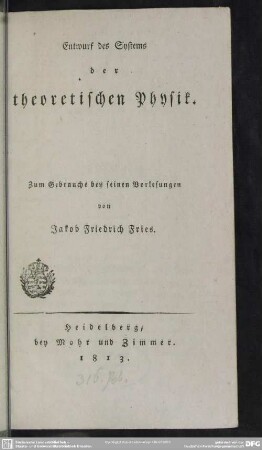 Entwurf des Systems
der
theoretischen Physik.
Zum Gebrauche bey seinen Vorlesungen
von
Jakob Friedrich Fries.
Heidelberg,
bey Mohr und Zimmer.
1813.